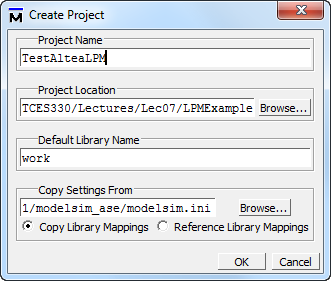 Create Project
Project Name
TestAlteaLPM
Project Location
TCES330/Lectures/Lec07/LPMExample
Browse...
Default Library Name
work
Copy Settings From
1/modelsim_ase/modelsim.ini
Browse...
Copy Library Mappings
Reference Library Mappings
OK
Cancel